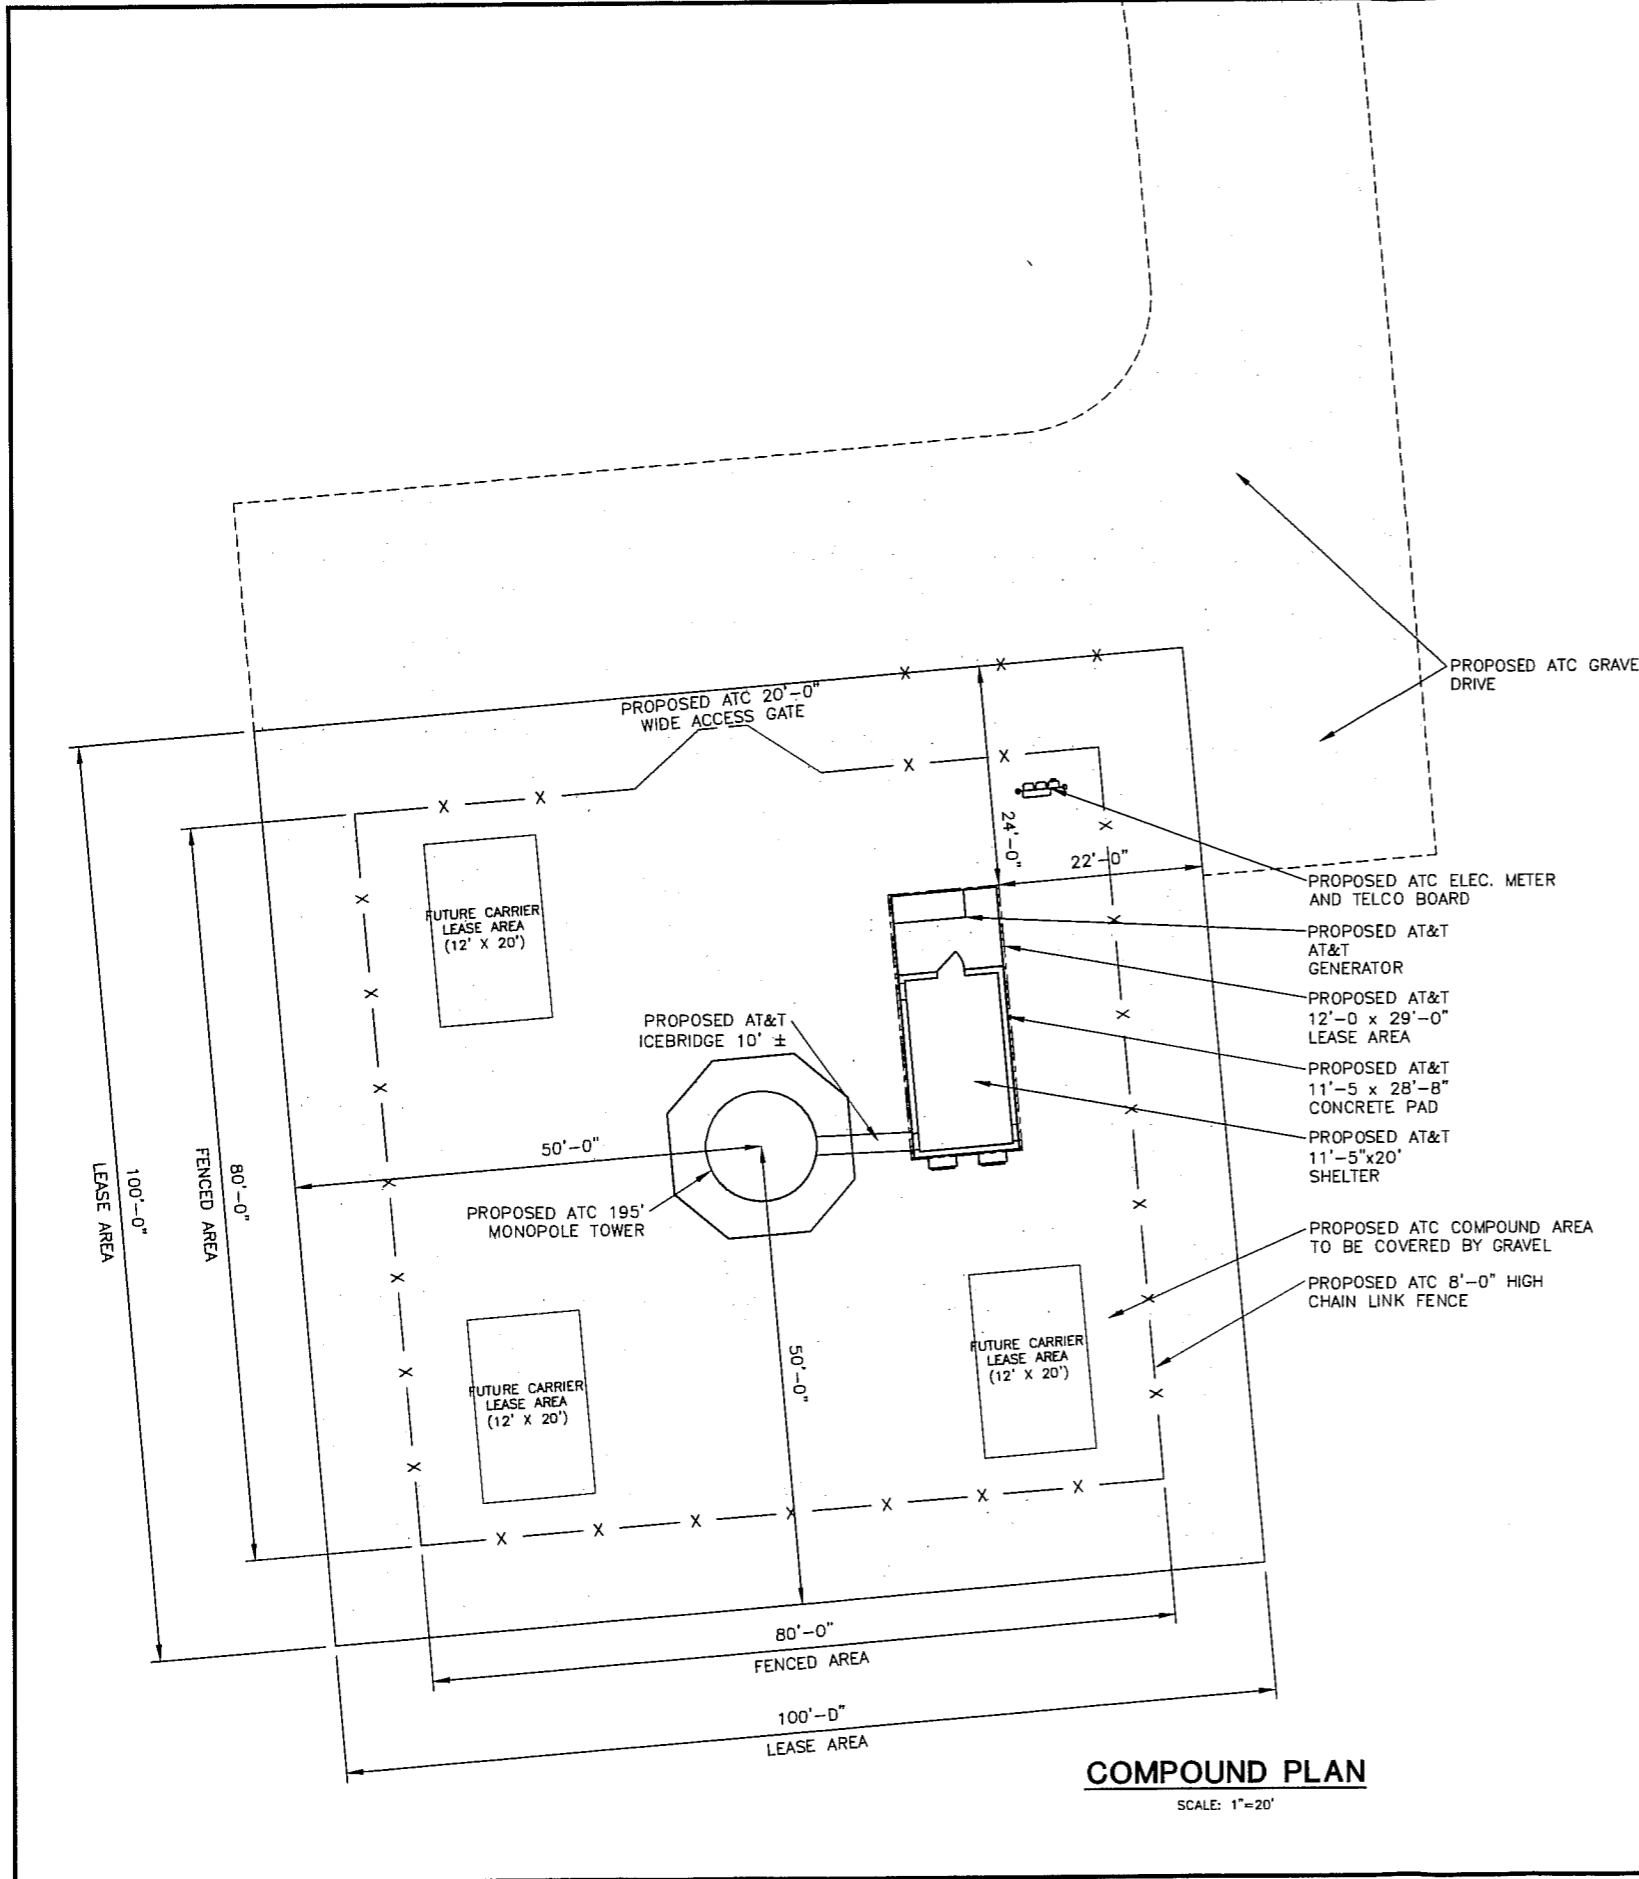 PROPOSED ATC GRAVE
DRIVE
PROPOSED ATC 20'-0"
WIDE ACCESS GATE
24'-0"
22'-0"
PROPOSED ATC ELEC. METER
AND TELCO BOARD
PROPOSED AT&T
AT&T
GENERATOR
PROPOSED AT&T
12'-0 x 29'-0"
LEASE AREA
PROPOSED AT&T
11'-5 x 28'-8"
CONCRETE PAD
PROPOSED AT&T
11'-5"x20'
SHELTER
PROPOSED ATC COMPOUND AREA
TO BE COVERED BY GRAVEL
PROPOSED ATC 8'-0" HIGH
CHAIN LINK FENCE
FUTURE CARRIER
LEASE AREA
(12' X 20')
PROPOSED AT&T
ICEBRIDGE 10' ±
50'-0"
PROPOSED ATC 195'
MONOPOLE TOWER
100'-0"
LEASE AREA
80'-0"
FENCED AREA
50'-0"
FUTURE CARRIER
LEASE AREA
(12' X 20')
FUTURE CARRIER
LEASE AREA
(12' X 20')
80'-0"
FENCED AREA
100'-D"
LEASE AREA
COMPOUND PLAN
SCALE: 1"=20'